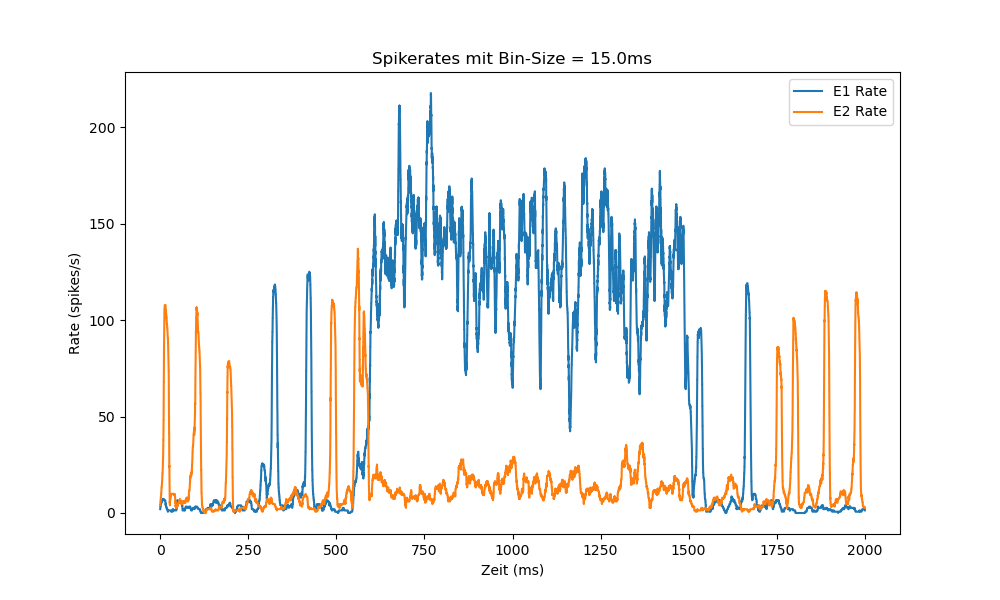 Spikerates mit Bin-Size = 15.0ms
E1 Rate
E2 Rate
Rate (spikes/s)
200
150
100
50
0
0 250 500 750 1000 1250 1500 1750 2000
Zeit (ms)